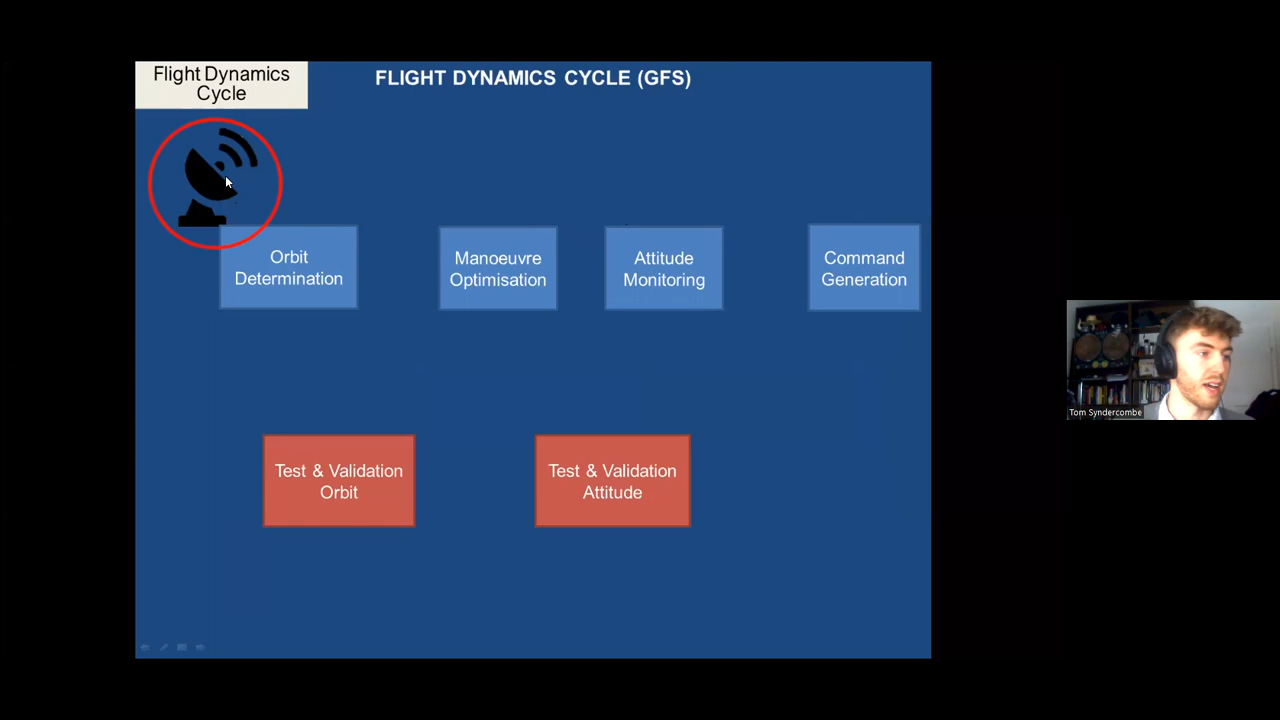 Flight Dynamics
Cycle
FLIGHT DYNAMICS CYCLE (GFS)
Orbit
Determination
Manoeuvre
Optimisation
Attitude
Monitoring
Command
Generation
Test & Validation
Orbit
Test & Validation
Attitude
Tom Syndercombe